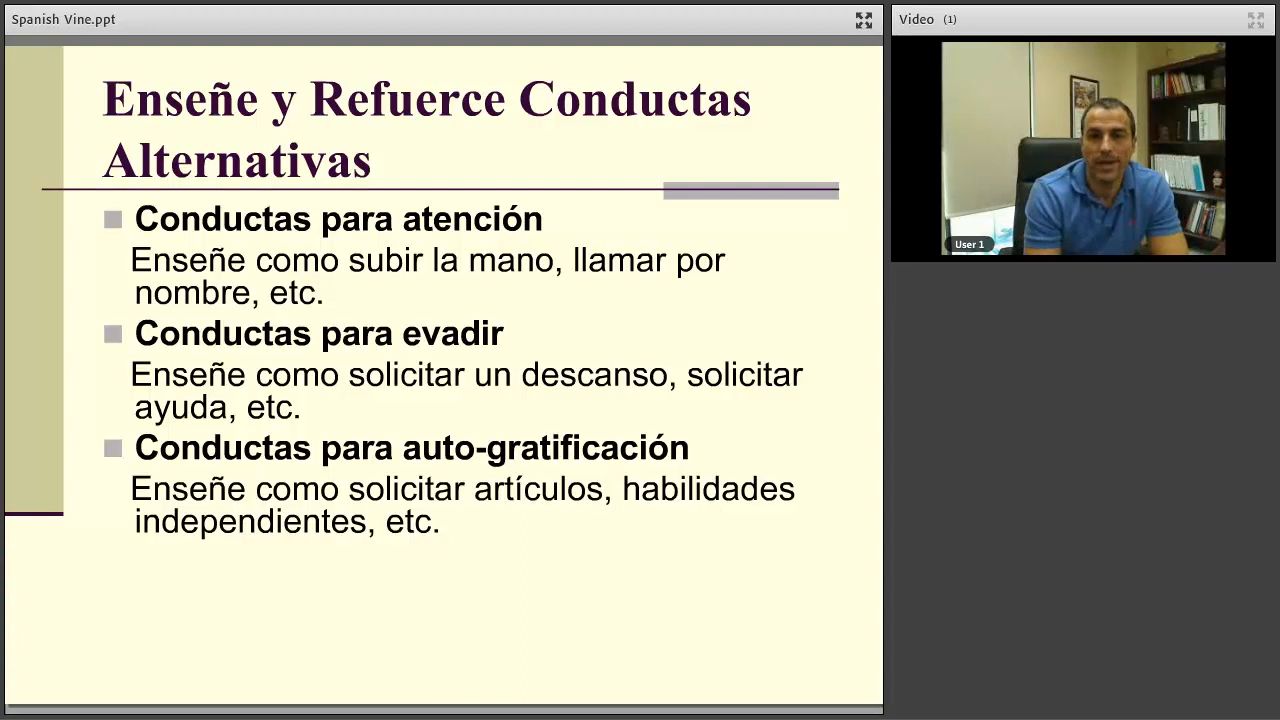 Spanish Vine.ppt
Enseñe y Refuerce Conductas
Alternativas
Conductas para atención
Enseñe como subir la mano, llamar por
nombre, etc.
Conductas para evadir
Enseñe como solicitar un descanso, solicitar
ayuda, etc.
Conductas para auto-gratificación
Enseñe como solicitar artículos, habilidades
independientes, etc.
Video (1)
User 1